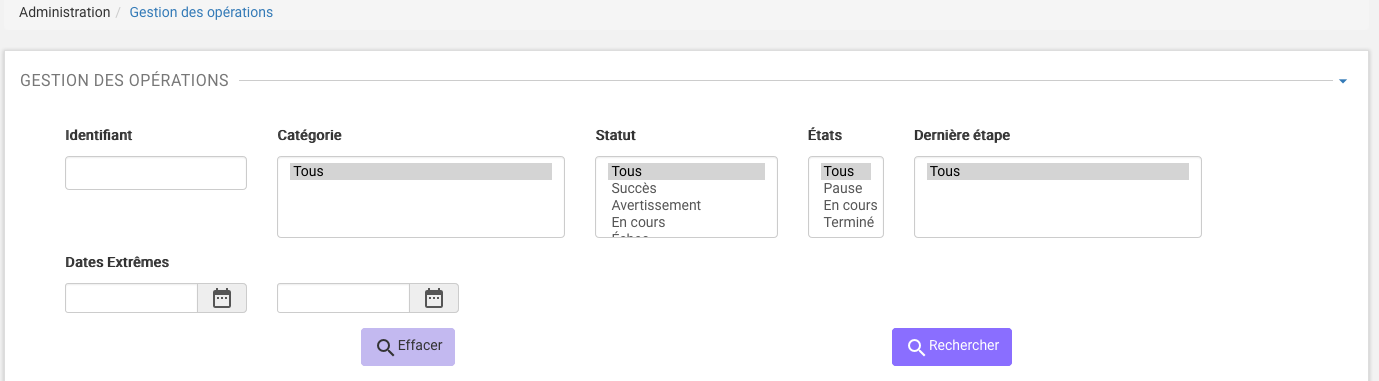 Administration / Gestion des opérations
GESTION DES OPÉRATIONS
Identifiant Catégorie Statut États Dernière étape
Tous Tous Tous Tous
Succès Pause
Avertissement En cours
En cours Terminé
Dates Extrêmes
Effacer Rechercher